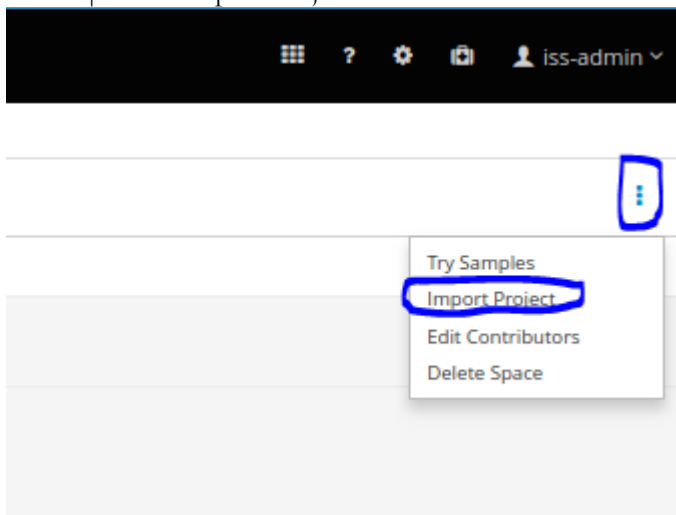 ? iss-admin
Try Samples
Import Project
Edit Contributors
Delete Space